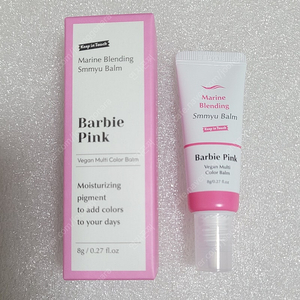 Keep in Touch
Marine Blending
Smmyu Balm
Barbie
Pink
Vegan Multi Color Balm
Moisturizing
pigment
to add colors
to your days
8g / 0.27 fl.oz
Marine
Blending
Smmyu Balm
Keep in Touch
Barbie Pink
Vegan Multi
Color Balm
8g/0.27 fl.oz